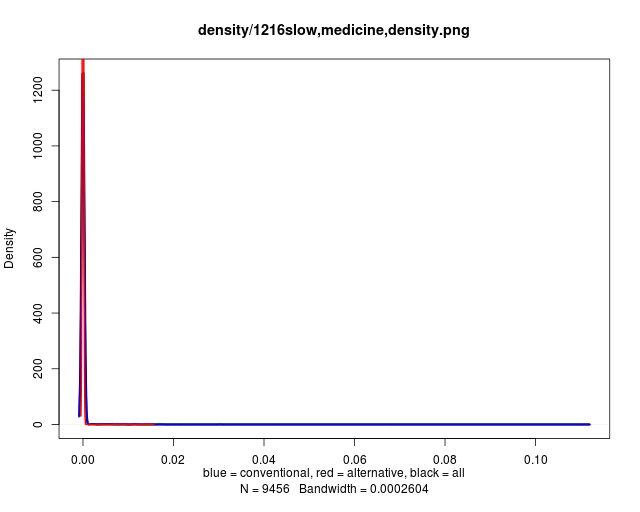 density/1216slow,medicine,density.png
Density
1200
1000
800
600
400
200
0
0.00 0.02 0.04 0.06 0.08 0.10
blue = conventional, red = alternative, black = all
N = 9456 Bandwidth = 0.0002604